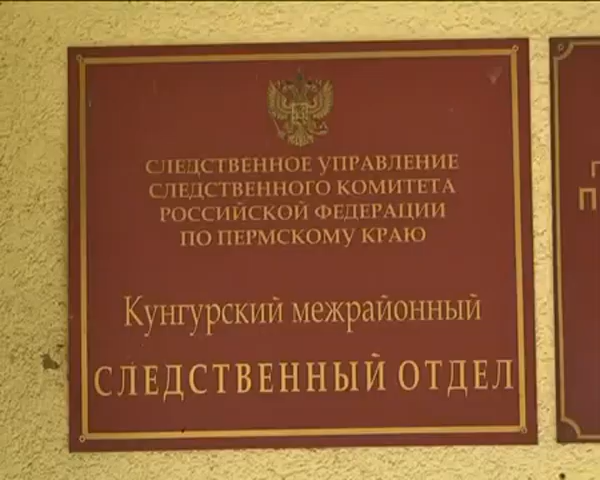 СЛЕДСТВЕННОЕ УПРАВЛЕНИЕ
СЛЕДСТВЕННОГО КОМИТЕТА
РОССИЙСКОЙ ФЕДЕРАЦИИ
ПО ПЕРМСКОМУ КРАЮ
Кунгурский межрайонный
СЛЕДСТВЕННЫЙ ОТДЕЛ